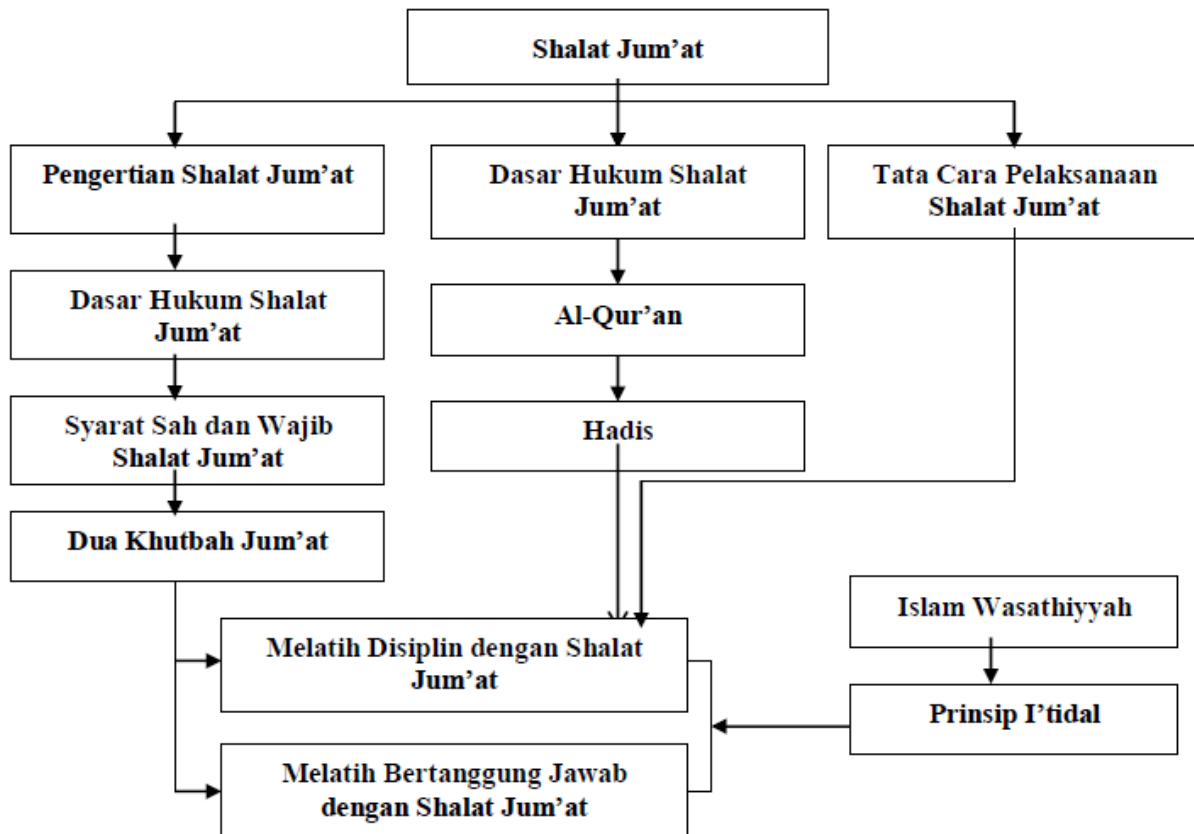 Shalat Jum’at
Pengertian Shalat Jum’at
Dasar Hukum Shalat
Jum’at
Tata Cara Pelaksanaan
Shalat Jum’at
Dasar Hukum Shalat
Jum’at
Al-Qur’an
Syarat Sah dan Wajib
Shalat Jum’at
Hadis
Dua Khutbah Jum’at
Islam Wasathiyyah
Melatih Disiplin dengan Shalat
Jum’at
Prinsip I’tidal
Melatih Bertanggung Jawab
dengan Shalat Jum’at